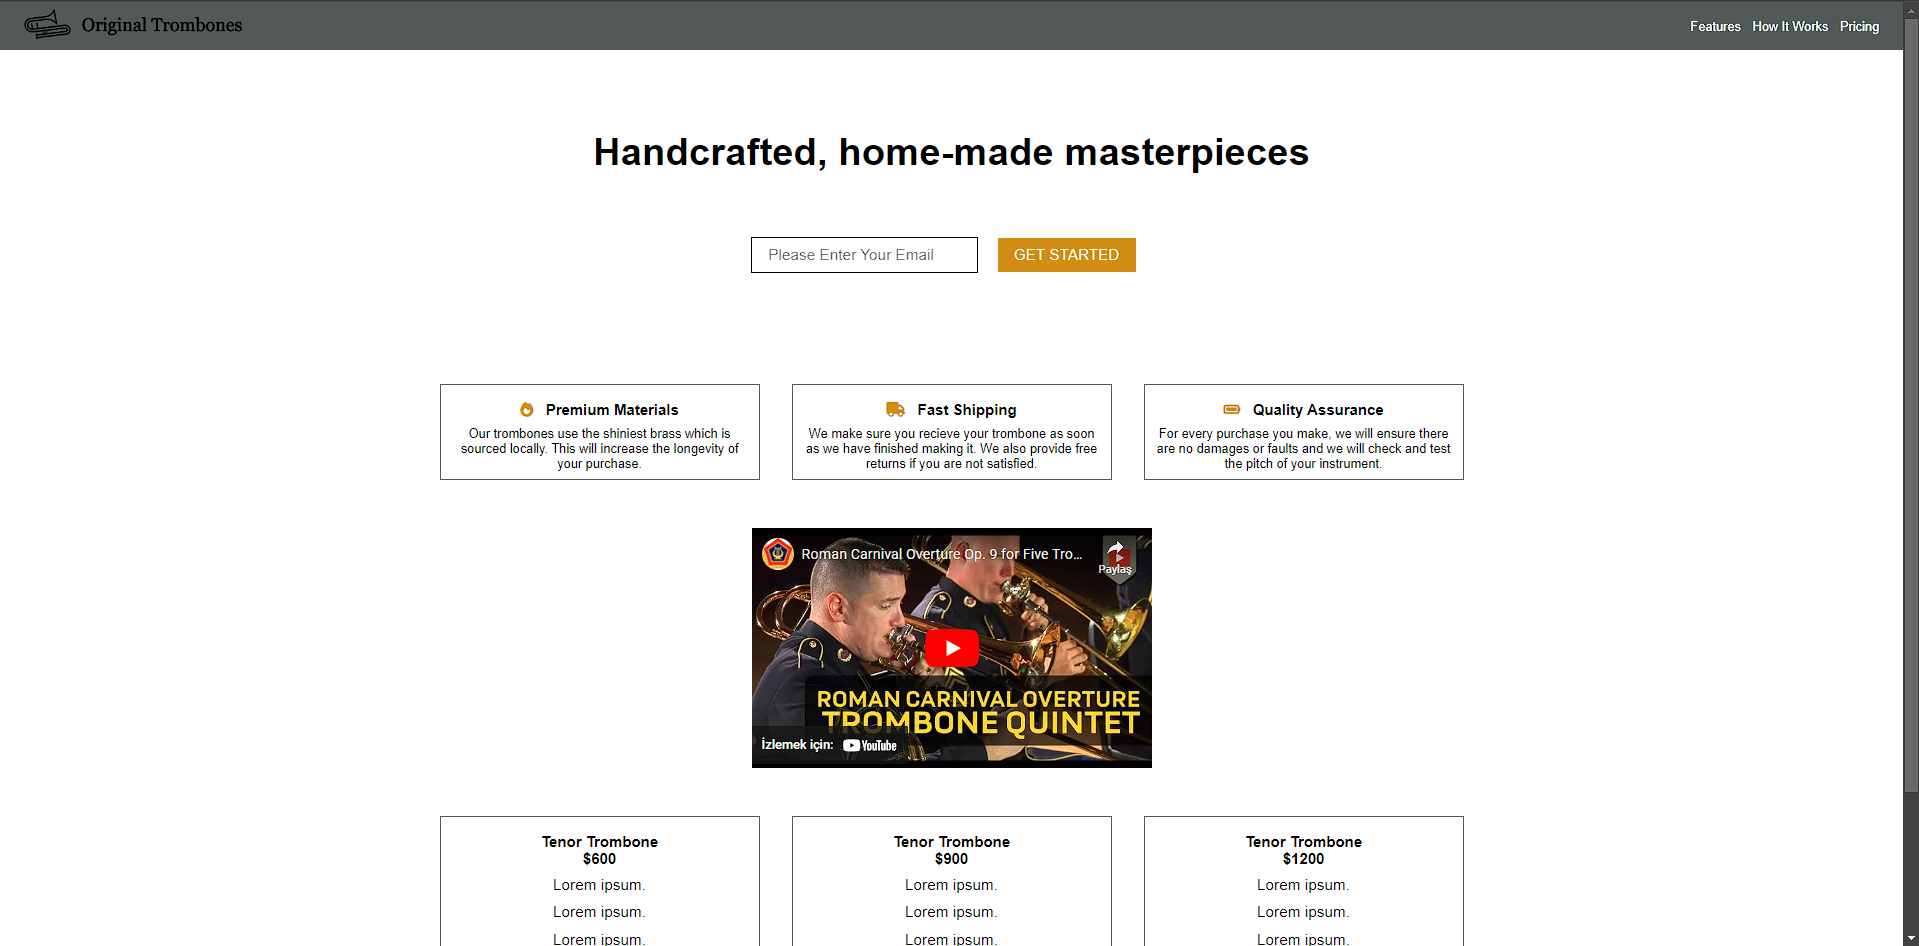 Original Trombones
Features How It Works Pricing
Handcrafted, home-made masterpieces
Please Enter Your Email
GET STARTED
Premium Materials
Our trombones use the shiniest brass which is
sourced locally. This will increase the longevity of
your purchase.
Fast Shipping
We make sure you recieve your trombone as soon
as we have finished making it. We also provide free
returns if you are not satisfied.
Quality Assurance
For every purchase you make, we will ensure there
are no damages or faults and we will check and test
the pitch of your instrument.
Roman Carnival Overture Op. 9 for Five Tro...
Paylaş
ROMAN CARNIVAL OVERTURE
TROMBONE QUINTET
İzlemek için: YouTube
Tenor Trombone
$600
Lorem ipsum.
Lorem ipsum.
Lorem ipsum.
Tenor Trombone
$900
Lorem ipsum.
Lorem ipsum.
Lorem ipsum.
Tenor Trombone
$1200
Lorem ipsum.
Lorem ipsum.
Lorem ipsum.